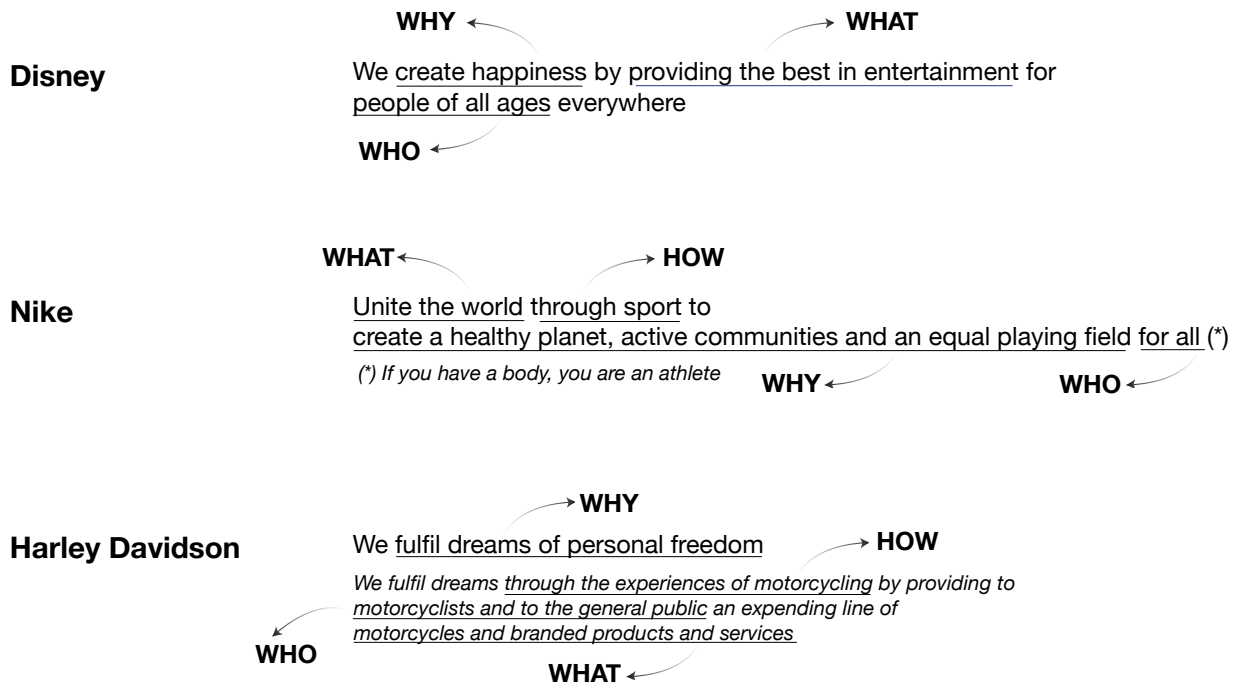 WHY WHAT
Disney
We create happiness by providing the best in entertainment for
people of all ages everywhere
WHO
WHAT HOW
Nike
Unite the world through sport to
create a healthy planet, active communities and an equal playing field for all (*)
(*) If you have a body, you are an athlete
WHY WHO
WHY
Harley Davidson
We fulfil dreams of personal freedom
HOW
We fulfil dreams through the experiences of motorcycling by providing to
motorcyclists and to the general public an expending line of
motorcycles and branded products and services
WHO
WHAT